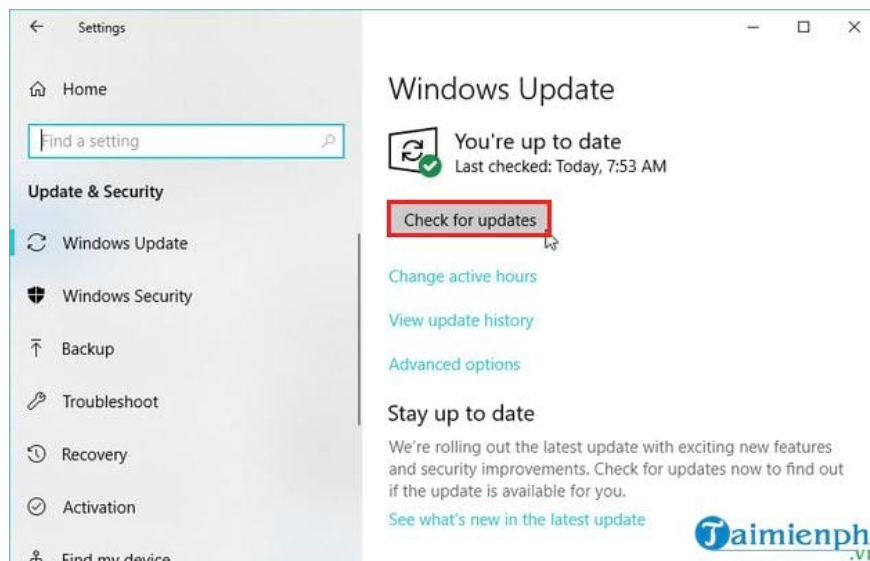 Settings
Home
Find a setting
Update & Security
Windows Update
Windows Security
Backup
Troubleshoot
Recovery
Activation
Find my device
Windows Update
You're up to date
Last checked: Today, 7:53 AM
Check for updates
Change active hours
View update history
Advanced options
Stay up to date
We're rolling out the latest update with exciting new features
and security improvements. Check for updates now to find out
if the update is available for you.
See what's new in the latest update
Taimienph
.vn